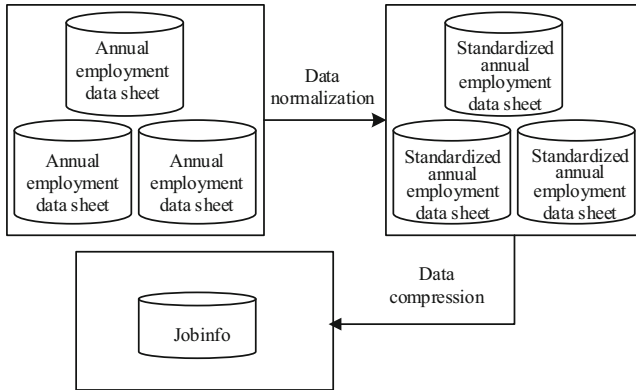 Annual
employment
data sheet
Annual
employment
data sheet
Annual
employment
data sheet
Data
normalization
Standardized
annual
employment
data sheet
Standardized
annual
employment
data sheet
Standardized
annual
employment
data sheet
Data
compression
Jobinfo